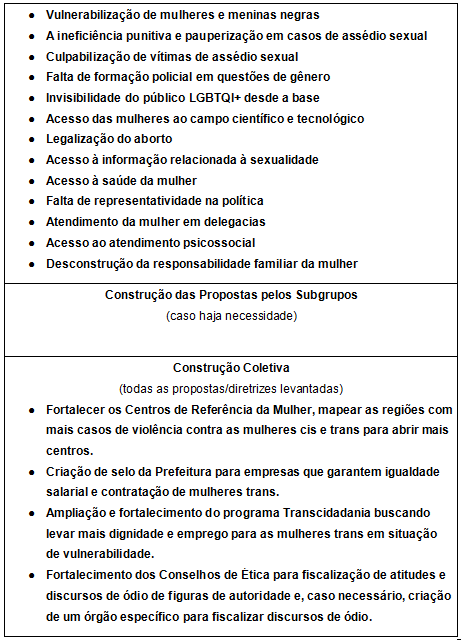 ● Vulnerabilização de mulheres e meninas negras
● A ineficiência punitiva e pauperização em casos de assédio sexual
● Culpabilização de vítimas de assédio sexual
● Falta de formação policial em questões de gênero
● Invisibilidade do público LGBTQI+ desde a base
● Acesso das mulheres ao campo científico e tecnológico
● Legalização do aborto
● Acesso à informação relacionada à sexualidade
● Acesso à saúde da mulher
● Falta de representatividade na política
● Atendimento da mulher em delegacias
● Acesso ao atendimento psicossocial
● Desconstrução da responsabilidade familiar da mulher
Construção das Propostas pelos Subgrupos
(caso haja necessidade)
Construção Coletiva
(todas as propostas/diretrizes levantadas)
● Fortalecer os Centros de Referência da Mulher, mapear as regiões com
mais casos de violência contra as mulheres cis e trans para abrir mais
centros.
● Criação de selo da Prefeitura para empresas que garantem igualdade
salarial e contratação de mulheres trans.
● Ampliação e fortalecimento do programa Transcidadania buscando
levar mais dignidade e emprego para as mulheres trans em situação
de vulnerabilidade.
● Fortalecimento dos Conselhos de Ética para fiscalização de atitudes e
discursos de ódio de figuras de autoridade e, caso necessário, criação
de um órgão específico para fiscalizar discursos de ódio.